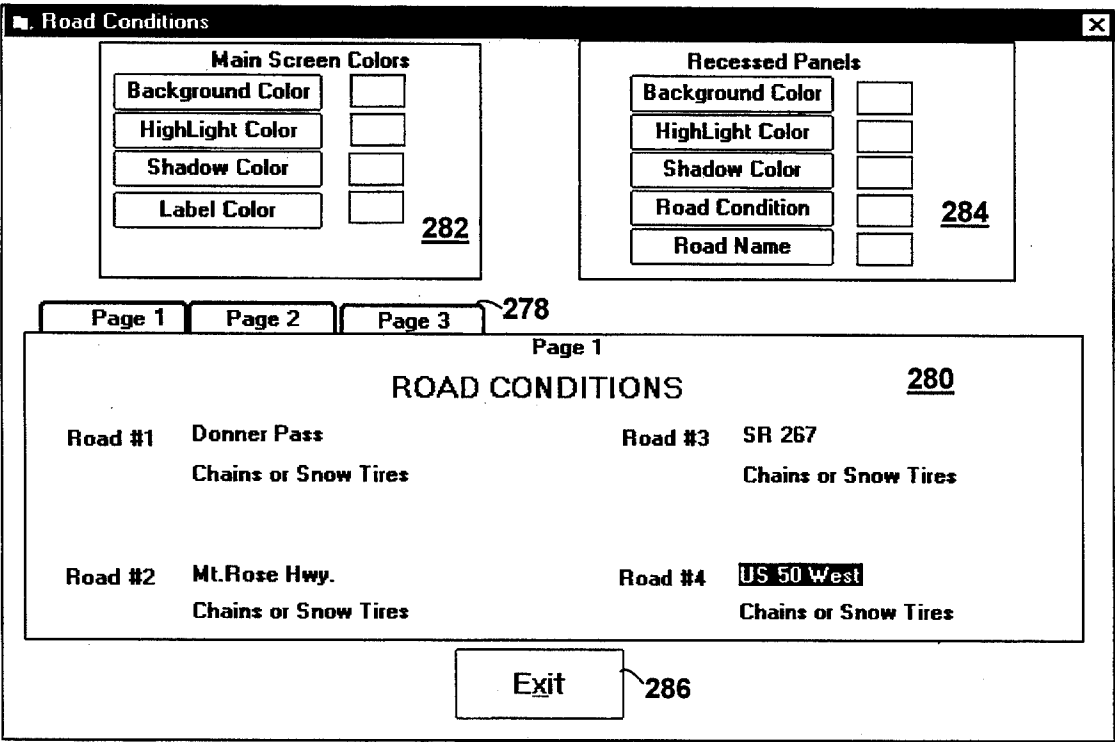 Road Conditions
Main Screen Colors
Background Color
HighLight Color
Shadow Color
Label Color
282
Recessed Panels
Background Color
HighLight Color
Shadow Color
Road Condition
Road Name
284
Page 1 Page 2 Page 3 278
Page 1
ROAD CONDITIONS 280
Road #1 Donner Pass
Chains or Snow Tires
Road #3 SR 267
Chains or Snow Tires
Road #2 Mt.Rose Hwy.
Chains or Snow Tires
Road #4 US 50 West
Chains or Snow Tires
Exit 286